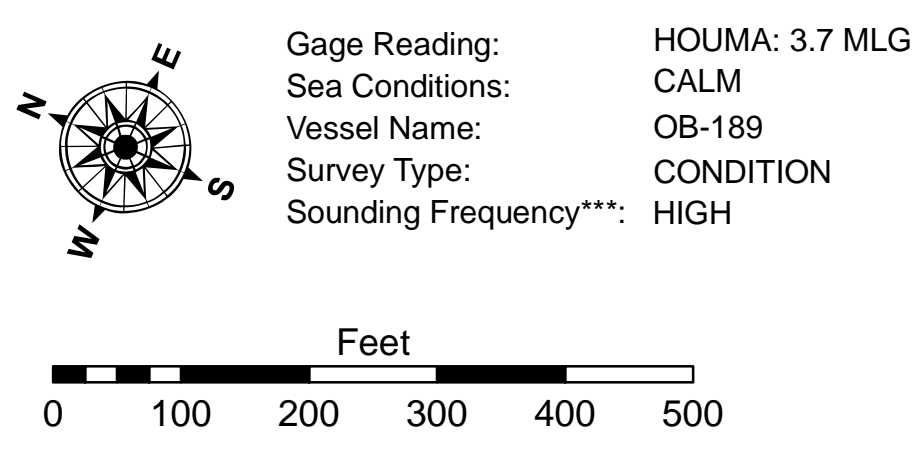 N
E
S
W
Gage Reading: HOUMA: 3.7 MLG
Sea Conditions: CALM
Vessel Name: OB-189
Survey Type: CONDITION
Sounding Frequency***: HIGH
Feet
0 100 200 300 400 500